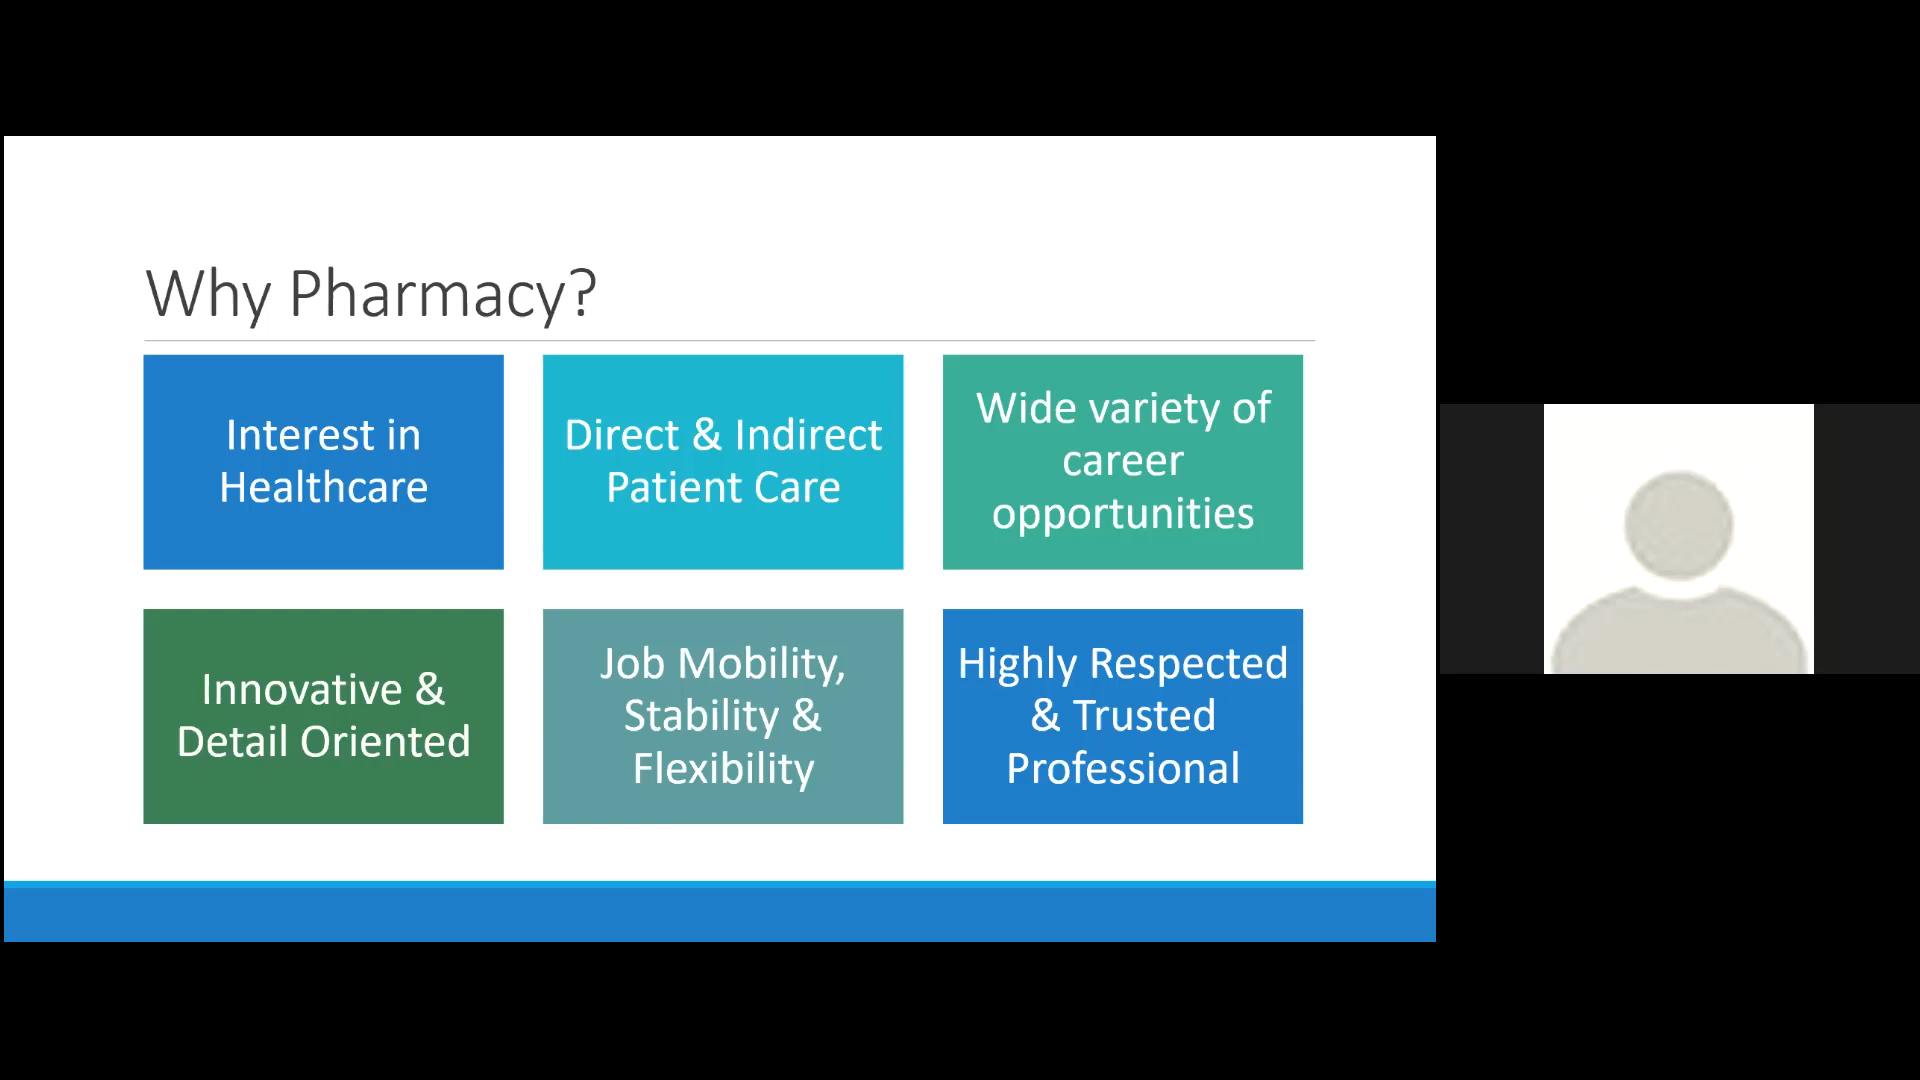 Why Pharmacy?
Interest in
Healthcare
Direct & Indirect
Patient Care
Wide variety of
career
opportunities
Innovative &
Detail Oriented
Job Mobility,
Stability &
Flexibility
Highly Respected
& Trusted
Professional